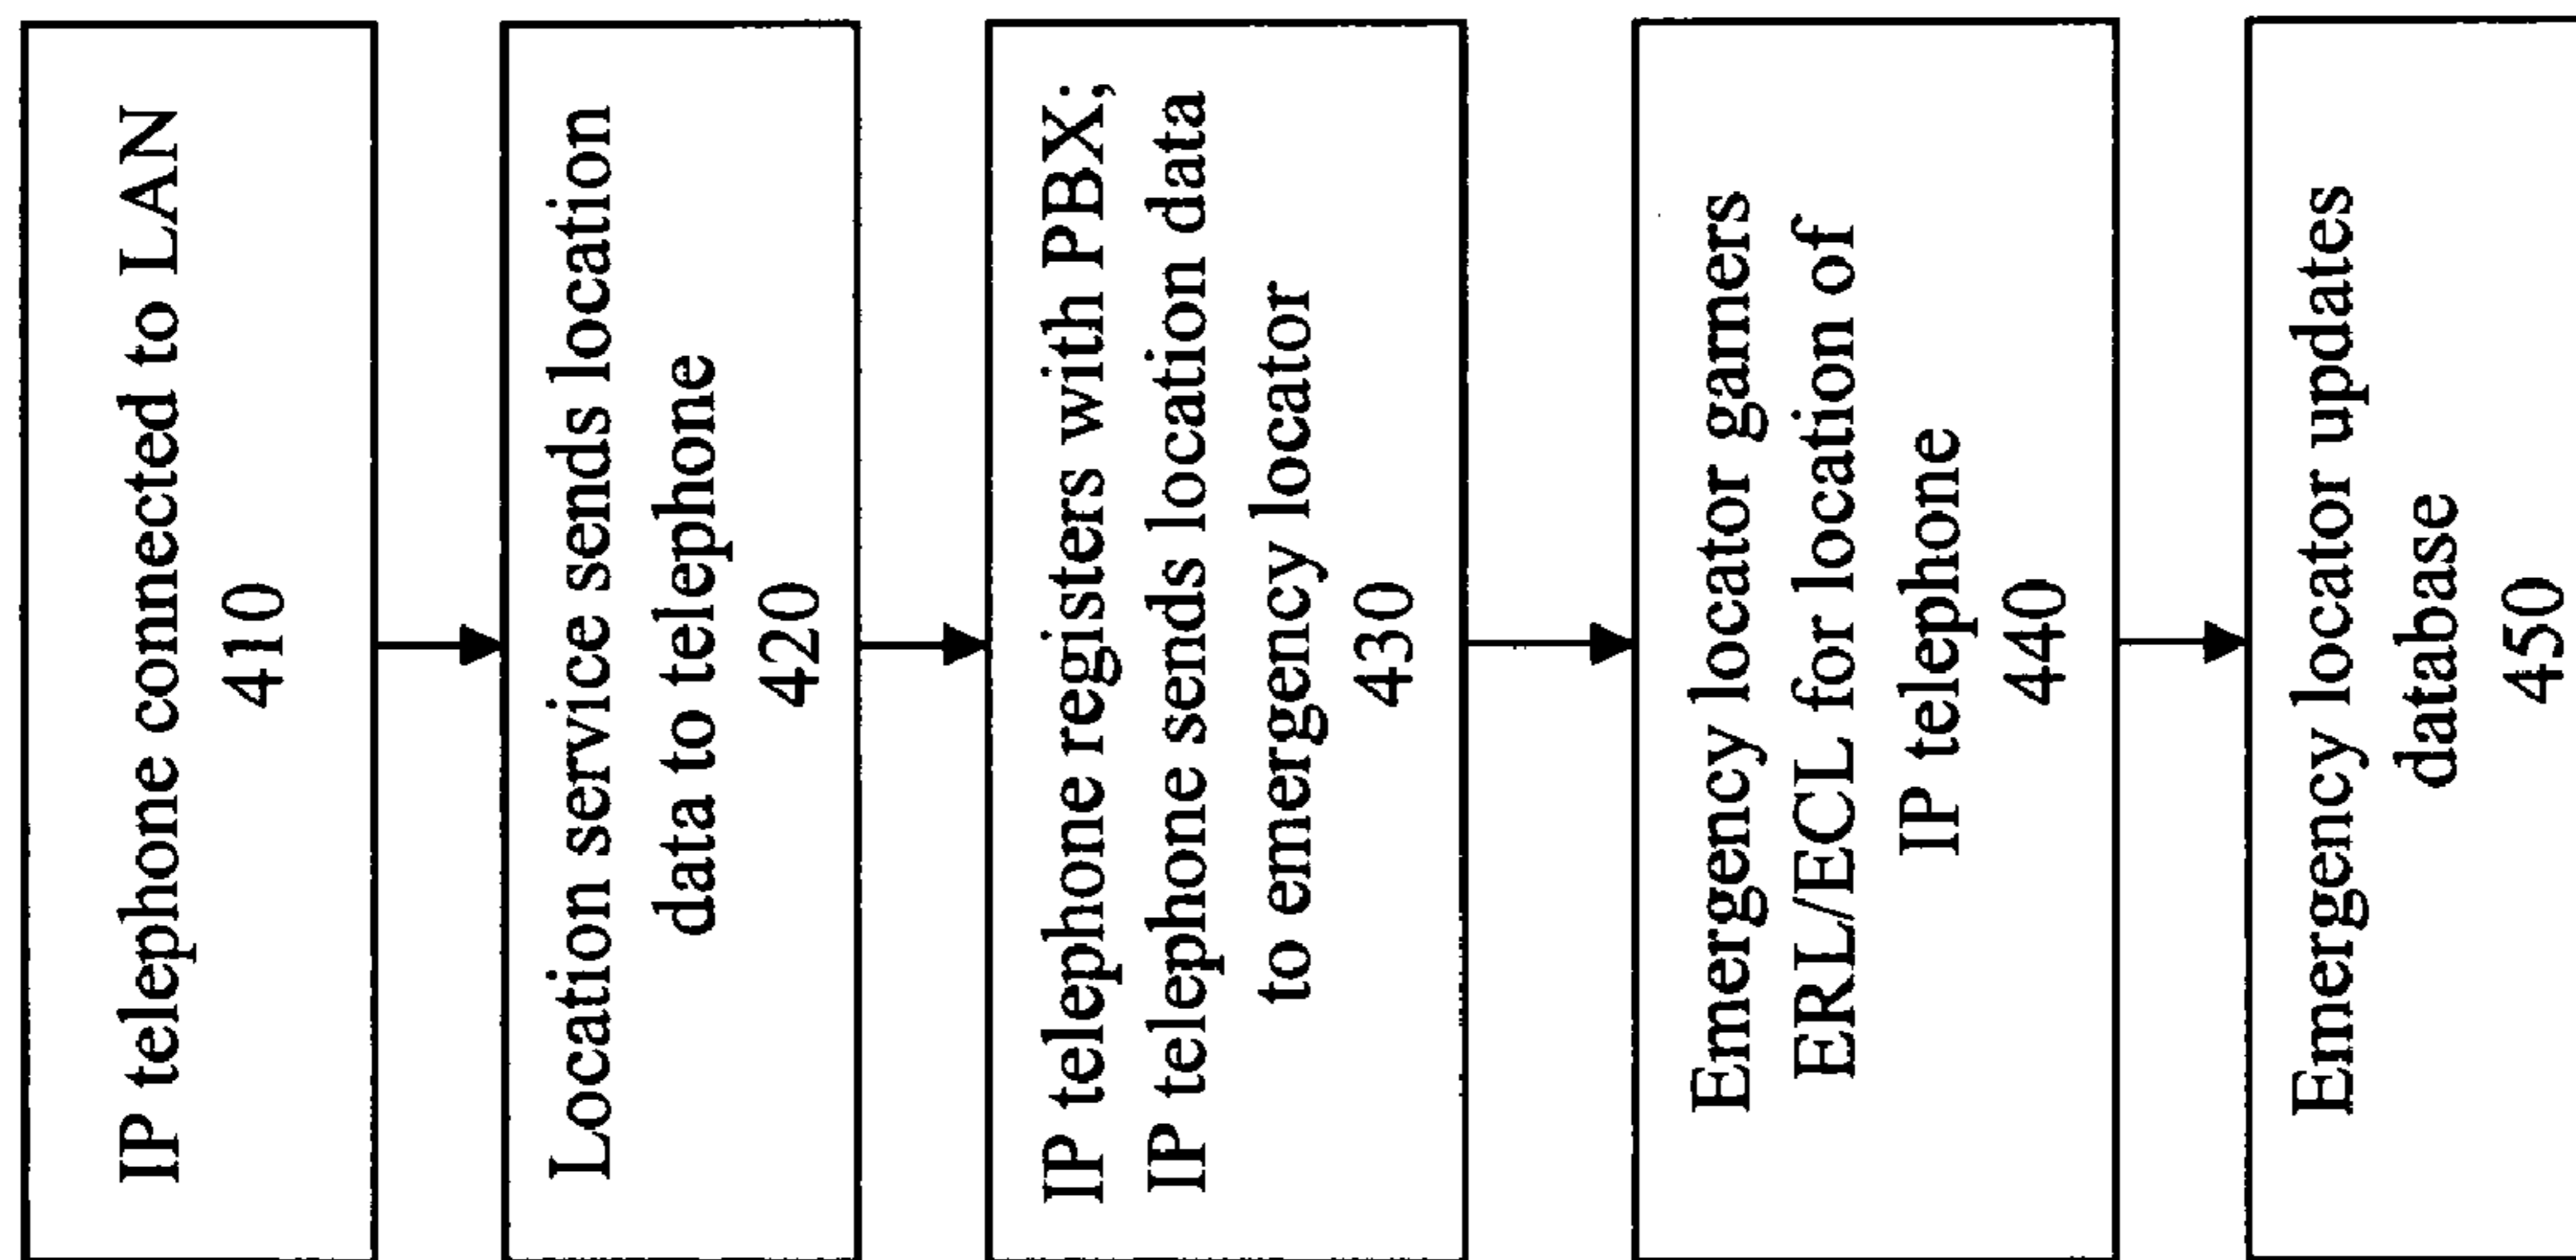 IP telephone connected to LAN
410
Location service sends location
data to telephone
420
IP telephone registers with PBX;
IP telephone sends location data
to emergency locator
430
Emergency locator garners
ERL/ECL for location of
IP telephone
440
Emergency locator updates
database
450